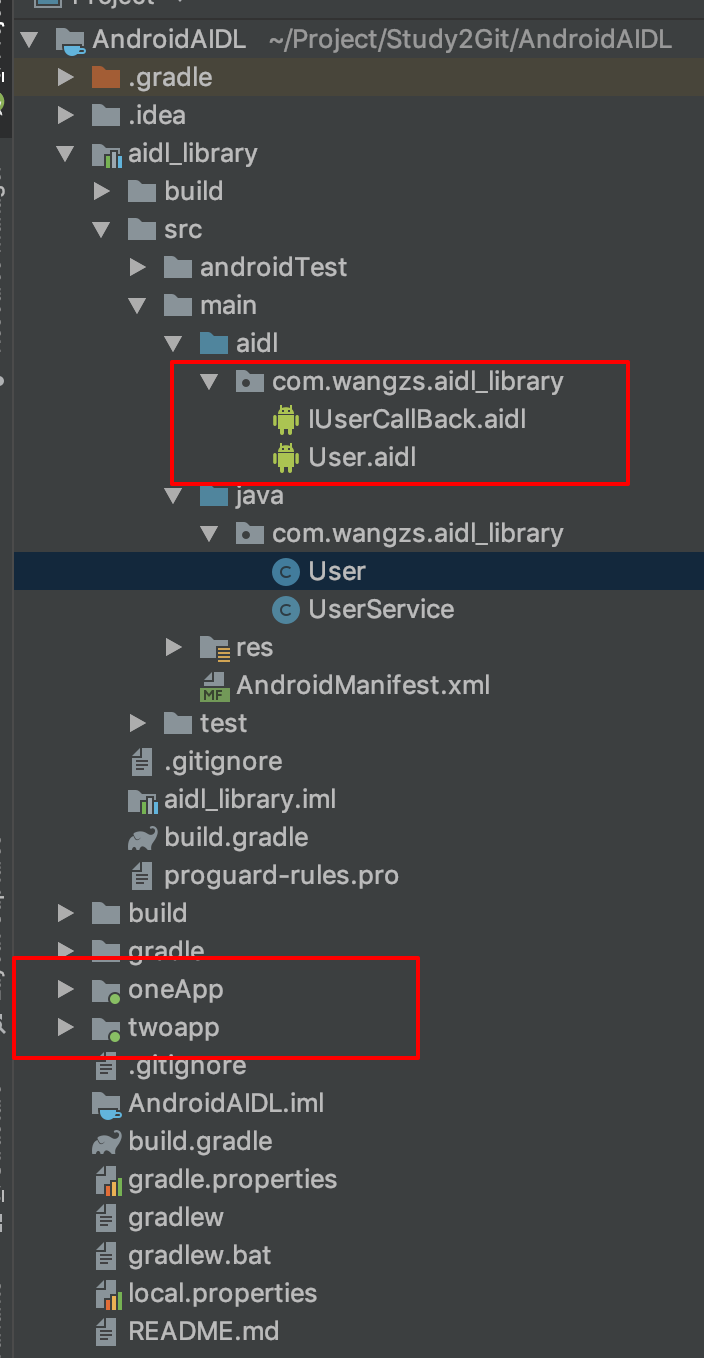 Project
AndroidAIDL ~/Project/Study2Git/AndroidAIDL
.gradle
.idea
aidl_library
build
src
androidTest
main
aidl
com.wangzs.aidl_library
IUserCallBack.aidl
User.aidl
java
com.wangzs.aidl_library
C User
C UserService
res
MF AndroidManifest.xml
test
.gitignore
aidl_library.iml
build.gradle
proguard-rules.pro
build
gradle
oneApp
twoapp
.gitignore
AndroidAIDL.iml
build.gradle
gradle.properties
gradlew
gradlew.bat
local.properties
README.md